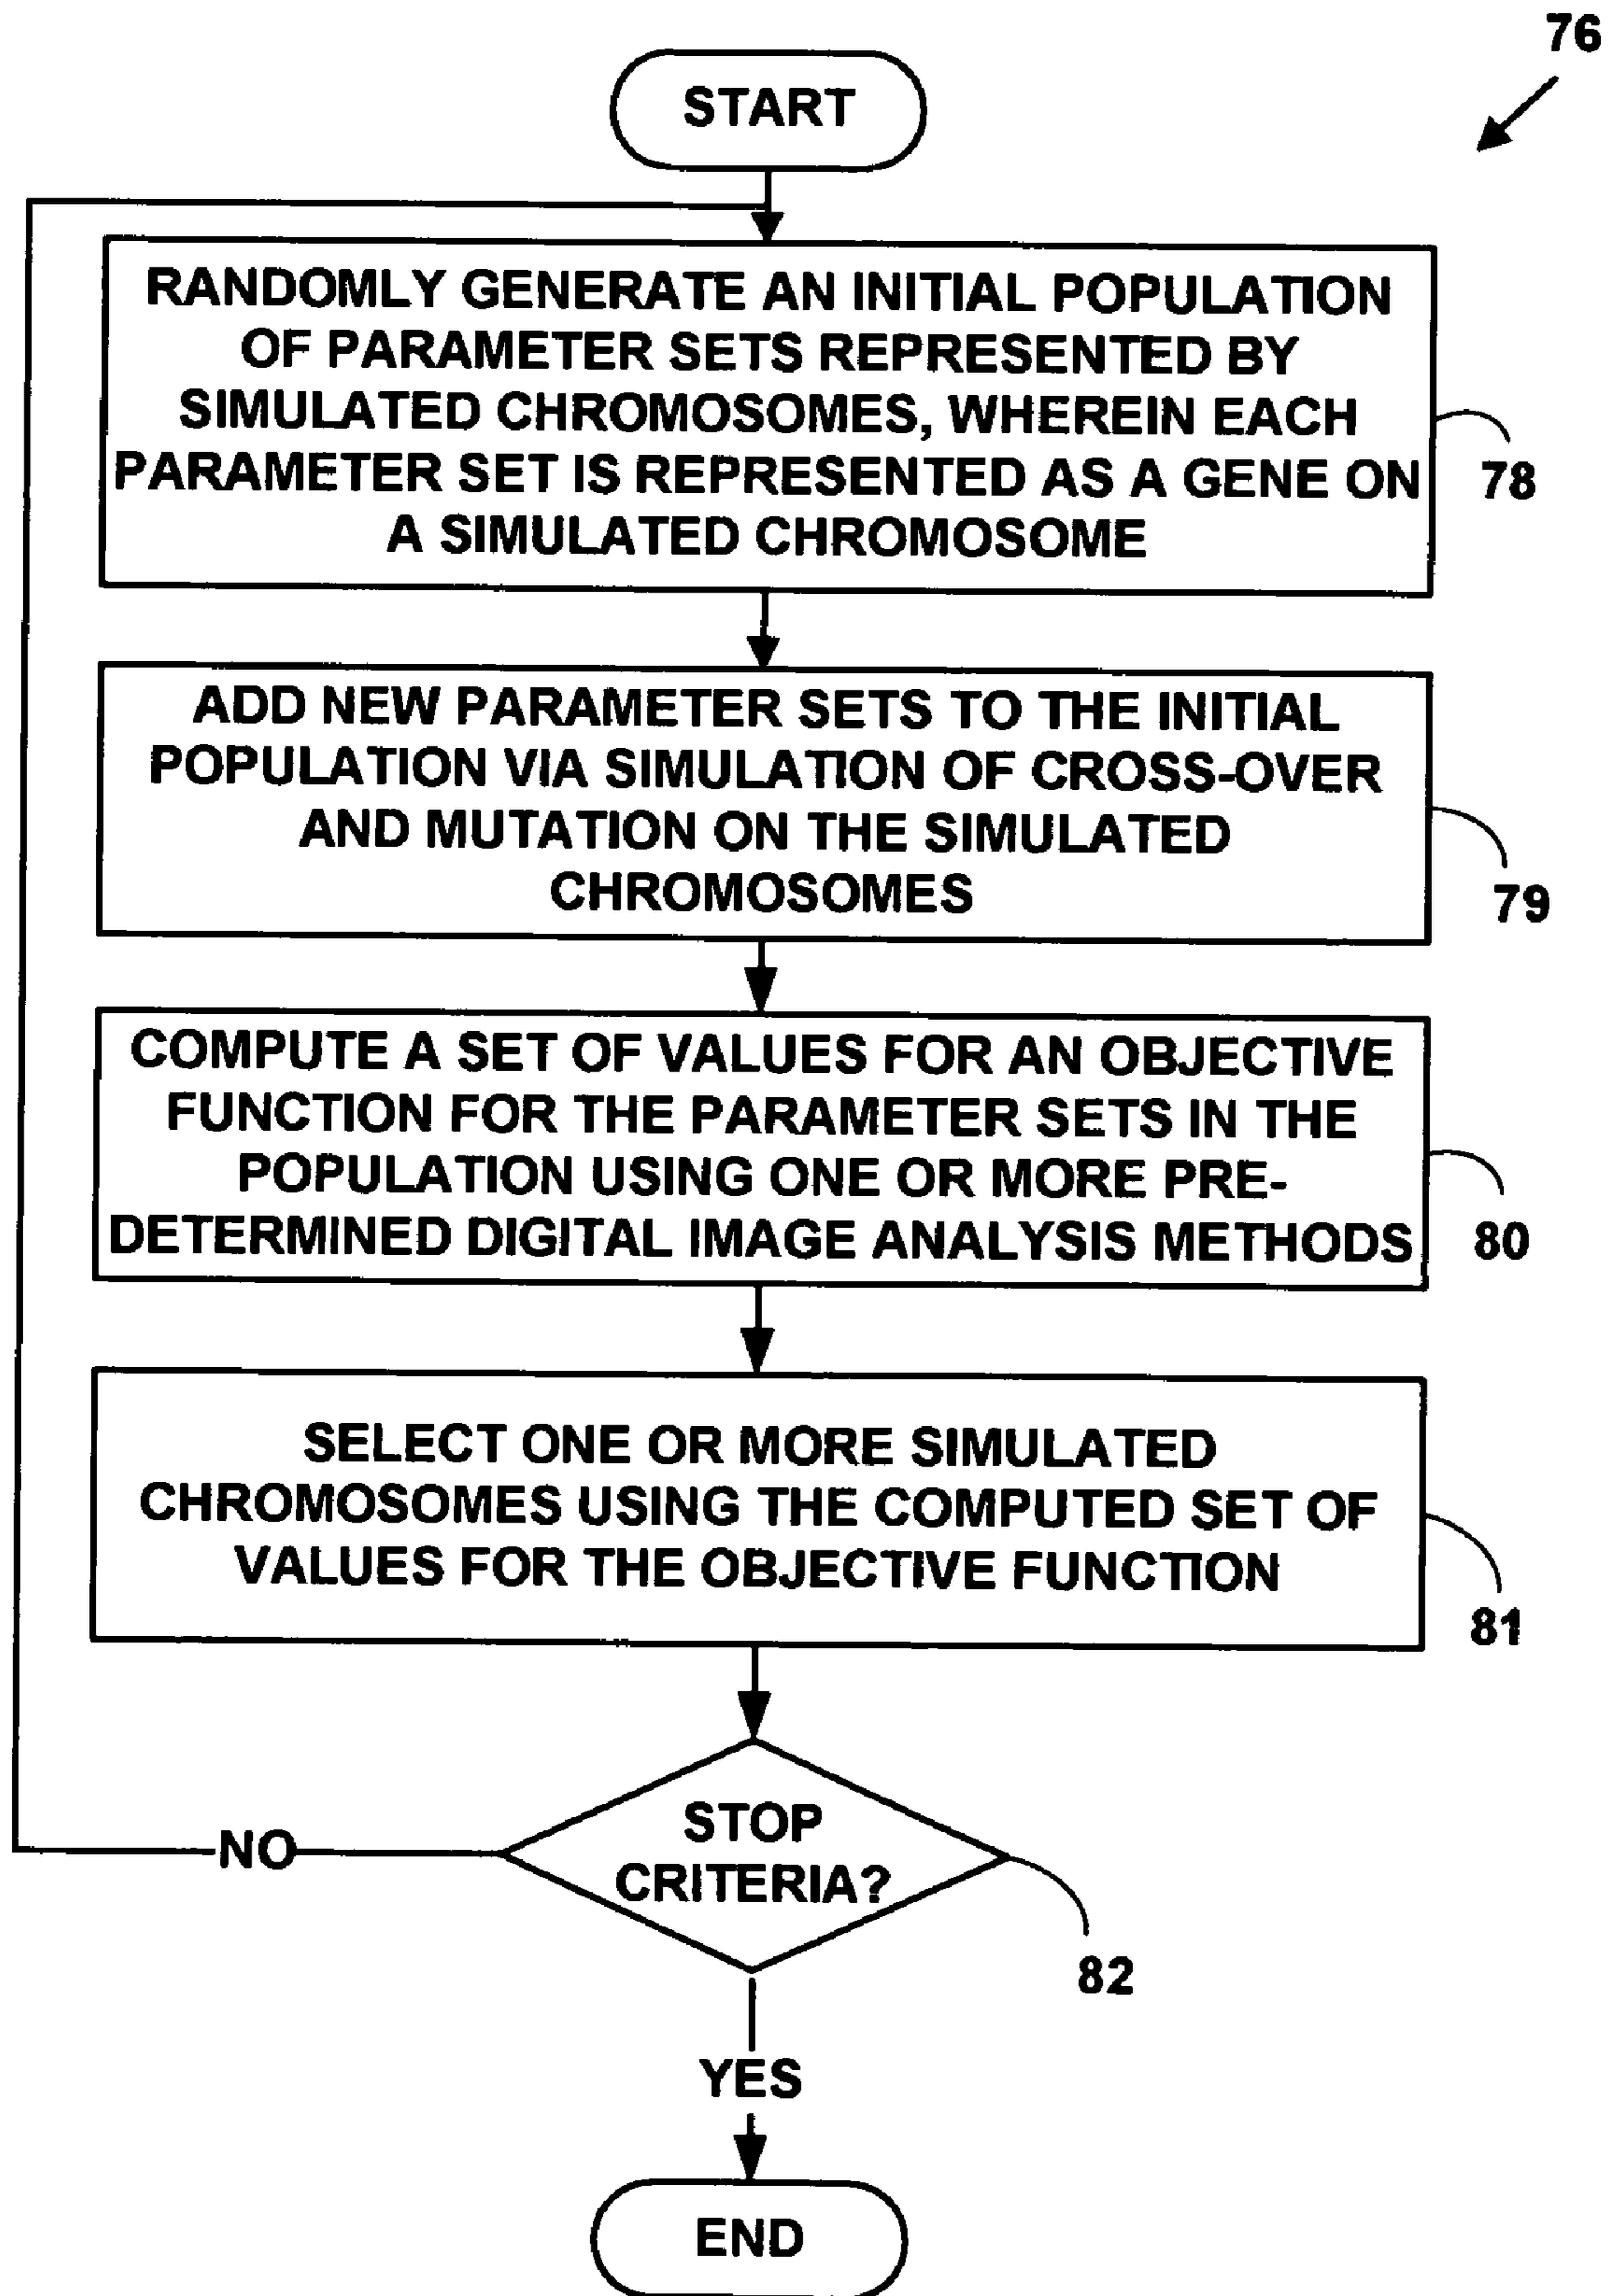 76
START
RANDOMLY GENERATE AN INITIAL POPULATION
OF PARAMETER SETS REPRESENTED BY
SIMULATED CHROMOSOMES, WHEREIN EACH
PARAMETER SET IS REPRESENTED AS A GENE ON
A SIMULATED CHROMOSOME
78
ADD NEW PARAMETER SETS TO THE INITIAL
POPULATION VIA SIMULATION OF CROSS-OVER
AND MUTATION ON THE SIMULATED
CHROMOSOMES
79
COMPUTE A SET OF VALUES FOR AN OBJECTIVE
FUNCTION FOR THE PARAMETER SETS IN THE
POPULATION USING ONE OR MORE PRE-
DETERMINED DIGITAL IMAGE ANALYSIS METHODS
80
SELECT ONE OR MORE SIMULATED
CHROMOSOMES USING THE COMPUTED SET OF
VALUES FOR THE OBJECTIVE FUNCTION
81
STOP
CRITERIA?
NO
82
YES
END